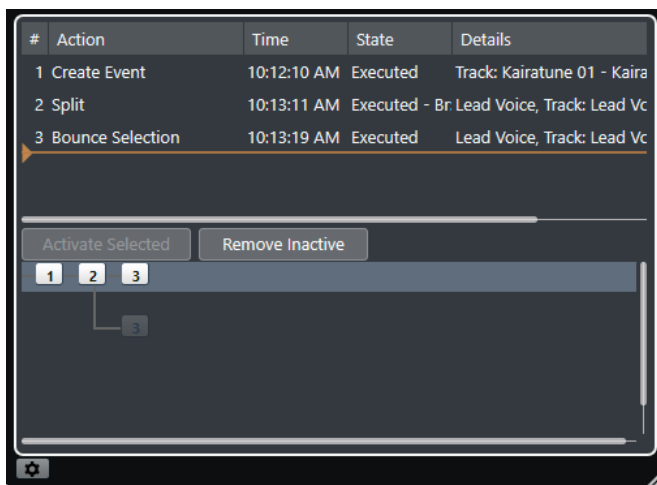 # Action Time State Details
1 Create Event 10:12:10 AM Executed Track: Kairatune 01 - Kaira
2 Split 10:13:11 AM Executed - Br Lead Voice, Track: Lead Vc
3 Bounce Selection 10:13:19 AM Executed Lead Voice, Track: Lead Vc
Activate Selected Remove Inactive
1 2 3
3